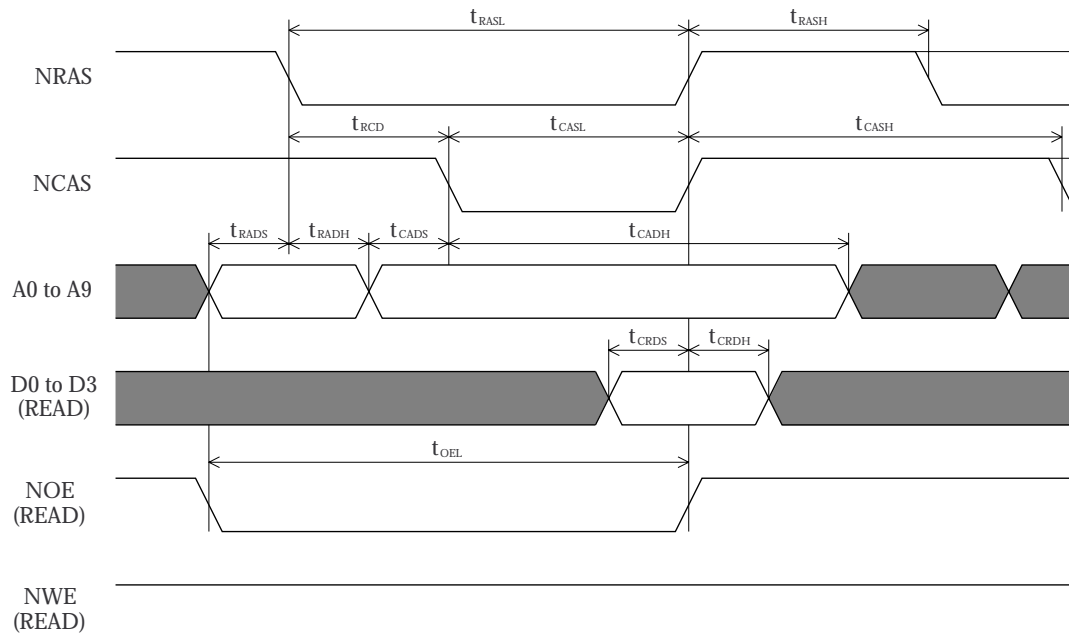 tRASL tRASH
NRAS
tRCD tCASL tCASH
NCAS
tRADS tRADH tCADS tCADH
A0 to A9
tCRDS tCRDH
D0 to D3
(READ)
tOEL
NOE
(READ)
NWE
(READ)